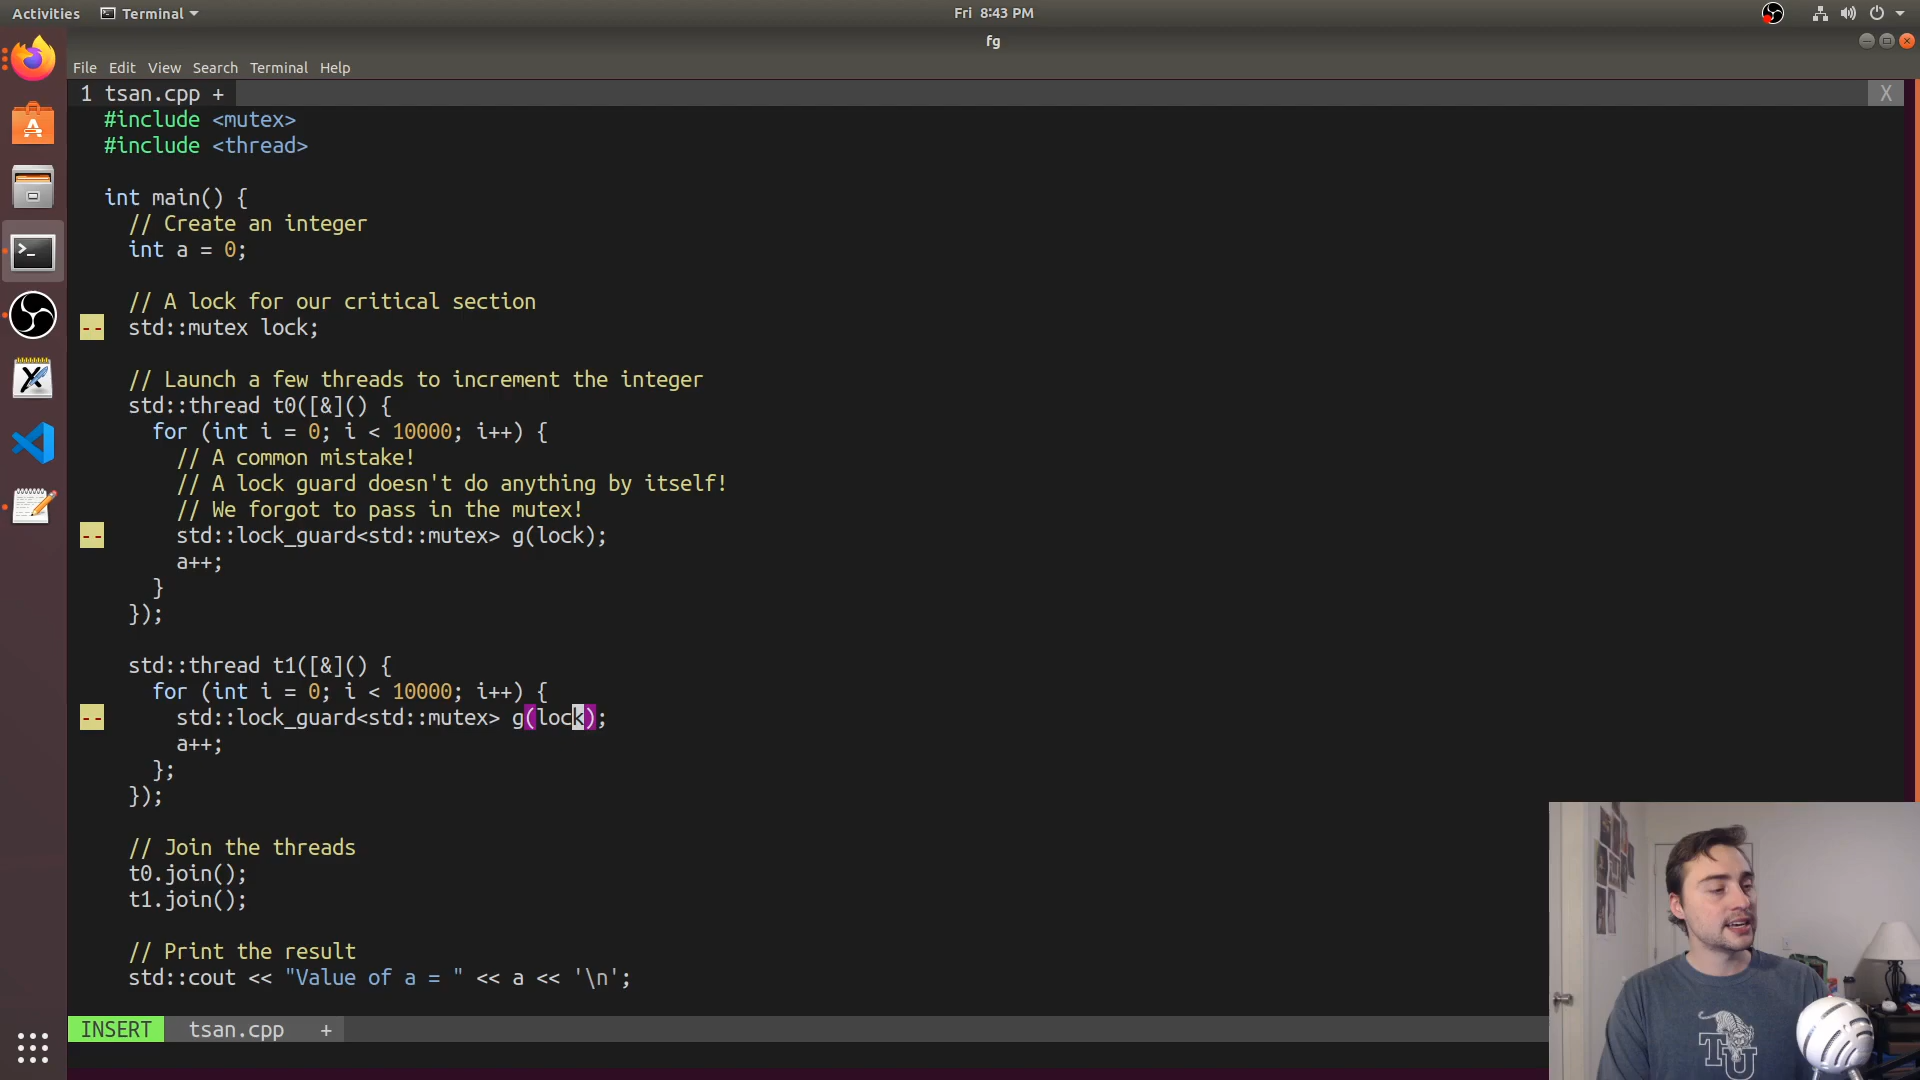 Activities Terminal Fri 8:43 PM
fg
File Edit View Search Terminal Help
1 tsan.cpp + X
#include <mutex>
#include <thread>
int main() {
// Create an integer
int a = 0;
// A lock for our critical section
-- std::mutex lock;
// Launch a few threads to increment the integer
std::thread t0([&]() {
for (int i = 0; i < 10000; i++) {
// A common mistake!
// A lock guard doesn't do anything by itself!
// We forgot to pass in the mutex!
-- std::lock_guard<std::mutex> g(lock);
a++;
}
});
std::thread t1([&]() {
for (int i = 0; i < 10000; i++) {
-- std::lock_guard<std::mutex> g(lock);
a++;
};
});
// Join the threads
t0.join();
t1.join();
// Print the result
std::cout << "Value of a = " << a << '\n';
INSERT tsan.cpp +
TU